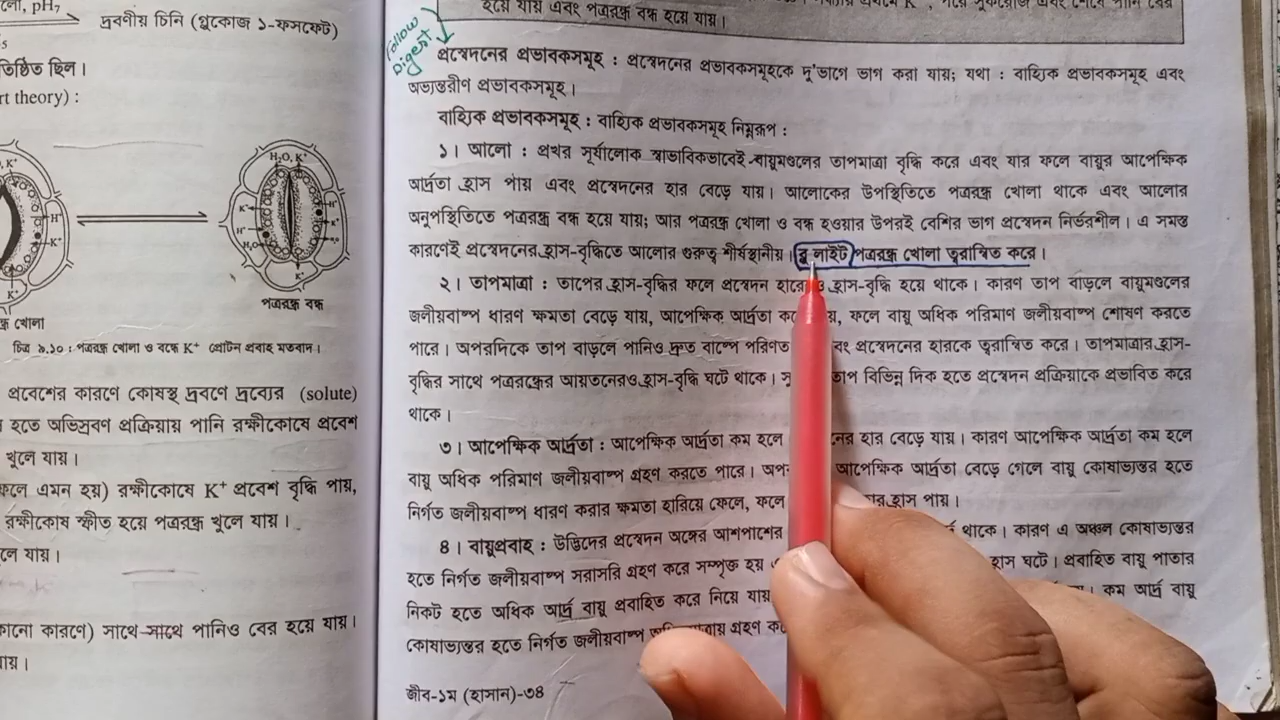 pH₇
দ্রবণীয় চিনি (গ্লুকোজ ১-ফসফেট)
তিষ্ঠিত ছিল।
rt theory) :
H₂O, K⁺
K⁺
H⁺
K⁺
K⁺
H⁺
H₂O
K⁺
K⁺
পত্ররন্ধ্র বন্ধ
খোলা
চিত্র ৯.১০ : পত্ররন্ধ্র খোলা ও বন্ধে K⁺ প্রোটন প্রবাহ মতবাদ।
প্রবেশের কারণে কোষস্থ দ্রবণে দ্রব্যের (solute)
হতে অভিস্রবণ প্রক্রিয়ায় পানি রক্ষীকোষে প্রবেশ
খুলে যায়।
ফলে এমন হয়) রক্ষীকোষে K⁺ প্রবেশ বৃদ্ধি পায়,
রক্ষীকোষ স্ফীত হয়ে পত্ররন্ধ্র খুলে যায়।
লে যায়।
কোনো কারণে) সাথে সাথে পানিও বের হয়ে যায়।
যায়।
হয়ে যায় এবং পত্ররন্ধ্র বন্ধ হয়ে যায়।
Follow
Digest
প্রস্বেদনের প্রভাবকসমূহ : প্রস্বেদনের প্রভাবকসমূহকে দু'ভাগে ভাগ করা যায়; যথা : বাহ্যিক প্রভাবকসমূহ এবং
অভ্যন্তরীণ প্রভাবকসমূহ।
বাহ্যিক প্রভাবকসমূহ : বাহ্যিক প্রভাবকসমূহ নিম্নরূপ :
১। আলো : প্রখর সূর্যালোক স্বাভাবিকভাবেই বায়ুমণ্ডলের তাপমাত্রা বৃদ্ধি করে এবং যার ফলে বায়ুর আপেক্ষিক
আর্দ্রতা হ্রাস পায় এবং প্রস্বেদনের হার বেড়ে যায়। আলোকের উপস্থিতিতে পত্ররন্ধ্র খোলা থাকে এবং আলোর
অনুপস্থিতিতে পত্ররন্ধ্র বন্ধ হয়ে যায়; আর পত্ররন্ধ্র খোলা ও বন্ধ হওয়ার উপরই বেশির ভাগ প্রস্বেদন নির্ভরশীল। এ সমস্ত
কারণেই প্রস্বেদনের হ্রাস-বৃদ্ধিতে আলোর গুরুত্ব শীর্ষস্থানীয়। ব্লু লাইট পত্ররন্ধ্র খোলা ত্বরান্বিত করে।
২। তাপমাত্রা : তাপের হ্রাস-বৃদ্ধির ফলে প্রস্বেদন হারেরও হ্রাস-বৃদ্ধি হয়ে থাকে। কারণ তাপ বাড়লে বায়ুমণ্ডলের
জলীয়বাষ্প ধারণ ক্ষমতা বেড়ে যায়, আপেক্ষিক আর্দ্রতা ফলে বায়ু অধিক পরিমাণ জলীয়বাষ্প শোষণ করতে
পারে। অপরদিকে তাপ বাড়লে পানিও দ্রুত বাষ্পে পরিণত প্রস্বেদনের হারকে ত্বরান্বিত করে। তাপমাত্রার হ্রাস-
বৃদ্ধির সাথে পত্ররন্ধ্রের আয়তনেরও হ্রাস-বৃদ্ধি ঘটে থাকে। তাপ বিভিন্ন দিক হতে প্রস্বেদন প্রক্রিয়াকে প্রভাবিত করে
থাকে।
৩। আপেক্ষিক আর্দ্রতা : আপেক্ষিক আর্দ্রতা কম হলে হার বেড়ে যায়। কারণ আপেক্ষিক আর্দ্রতা কম হলে
বায়ু অধিক পরিমাণ জলীয়বাষ্প গ্রহণ করতে পারে। আপেক্ষিক আর্দ্রতা বেড়ে গেলে বায়ু কোষাভ্যন্তর হতে
নির্গত জলীয়বাষ্প ধারণ করার ক্ষমতা হারিয়ে ফেলে, ফলে হ্রাস পায়।
৪। বায়ুপ্রবাহ : উদ্ভিদের প্রস্বেদন অঙ্গের আশপাশের থাকে। কারণ এ অঞ্চল কোষাভ্যন্তর
হতে নির্গত জলীয়বাষ্প সরাসরি গ্রহণ করে সম্পৃক্ত হয় হ্রাস ঘটে। প্রবাহিত বায়ু পাতার
নিকট হতে অধিক আর্দ্র বায়ু প্রবাহিত করে নিয়ে যায় কম আর্দ্র বায়ু
কোষাভ্যন্তর হতে নির্গত জলীয়বাষ্প গ্রহণ
জীব-১ম (হাসান)-৩৪